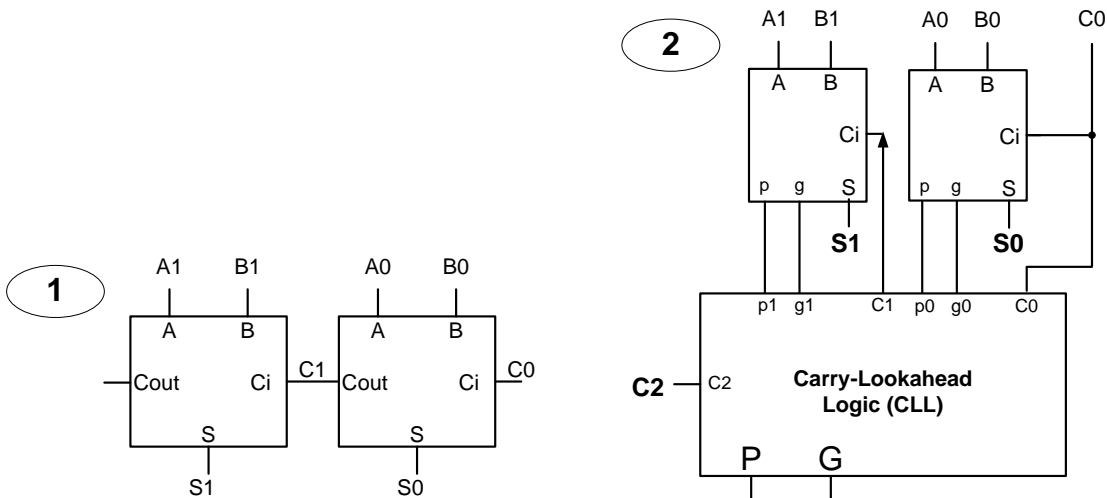 1
A1 B1 A0 B0
A B A B
Cout Ci C1 Cout Ci C0
S S
S1 S0
2
A1 B1 A0 B0 C0
A B A B
Ci Ci
p g S p g S
S1 S0
p1 g1 C1 p0 g0 C0
C2 C2 Carry-Lookahead
Logic (CLL)
P G